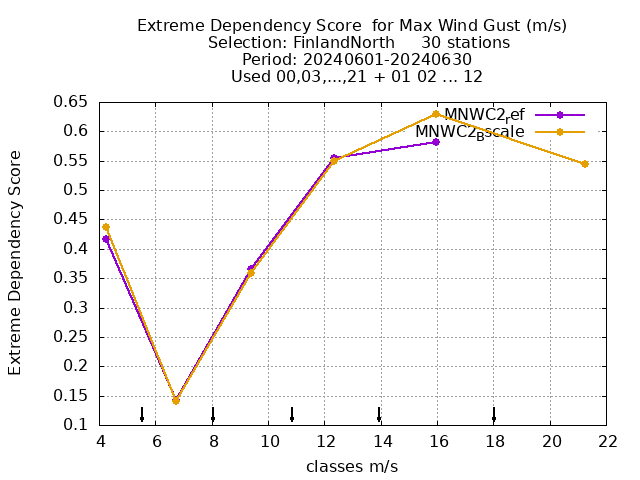 Extreme Dependency Score  for Max Wind Gust (m/s)
Selection: FinlandNorth     30 stations
Period: 20240601-20240630
Used 00,03,...,21 + 01 02 ... 12
MNWC2ref
MNWC2Bscale
Extreme Dependency Score
0.65
0.6
0.55
0.5
0.45
0.4
0.35
0.3
0.25
0.2
0.15
0.1
4 6 8 10 12 14 16 18 20 22
classes m/s